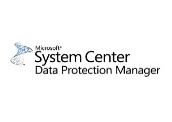 Microsoft®
System Center
Data Protection Manager